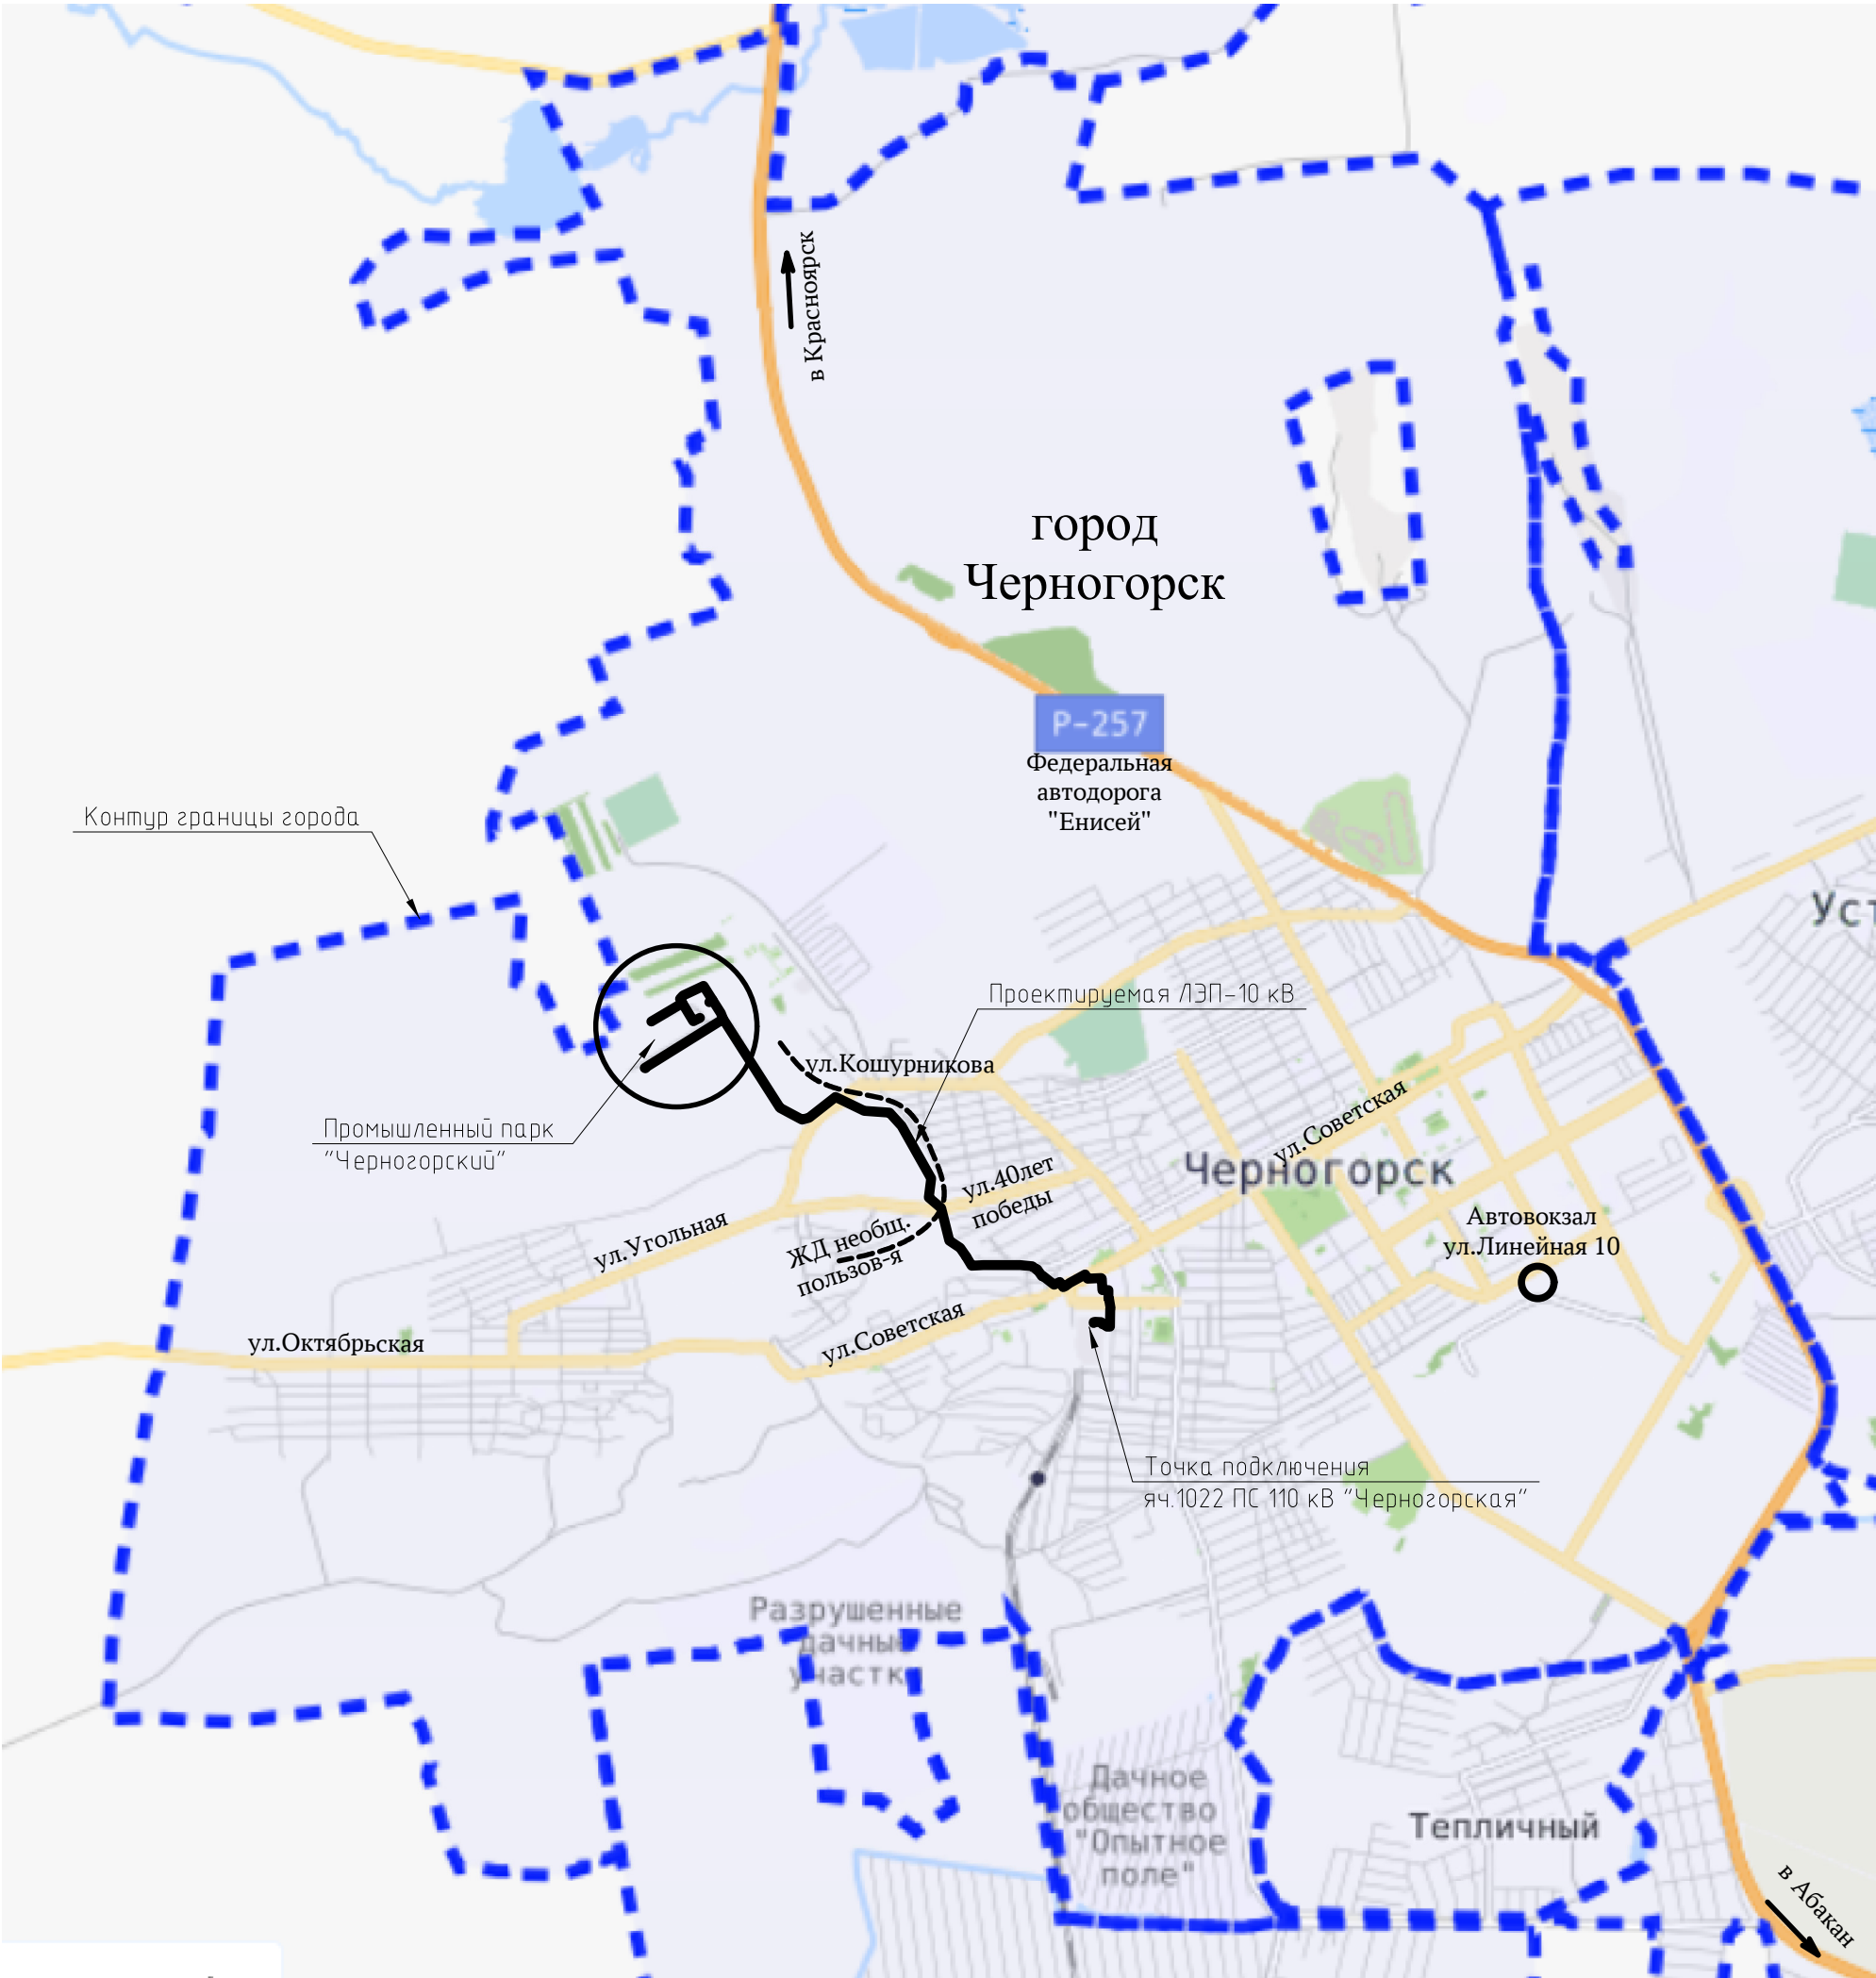 в Красноярск
город
Черногорск
Р-257
Федеральная
автодорога
"Енисей"
Контур границы города
Проектируемая ЛЭП-10 кВ
ул.Кошурникова
Промышленный парк
"Черногорский"
ул.40лет
победы
ул.Советская
Черногорск
Автовокзал
ул.Линейная 10
ул.Угольная
ЖД необщ.
пользов-я
ул.Октябрьская
ул.Советская
Точка подключения
яч.1022 ПС 110 кВ "Черногорская"
Разрушенные
дачные
участки
Дачное
общество
"Опытное
поле"
Тепличный
в Абакан
Уст